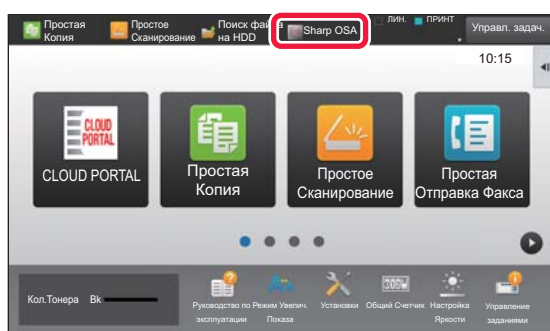 Простая
Копия
Простое
Сканирование
Поиск файла
на HDD
Sharp OSA
ЛИН.
ПРИНТ
Управл. задач.
10:15
CLOUD
PORTAL
CLOUD PORTAL
Простая
Копия
Простое
Сканирование
Простая
Отправка Факса
Кол.Тонера Bk
Руководство по
эксплуатации
Режим Увелич.
Показа
Установки
Общий Счетчик
Настройка
Яркости
Управление
заданиями